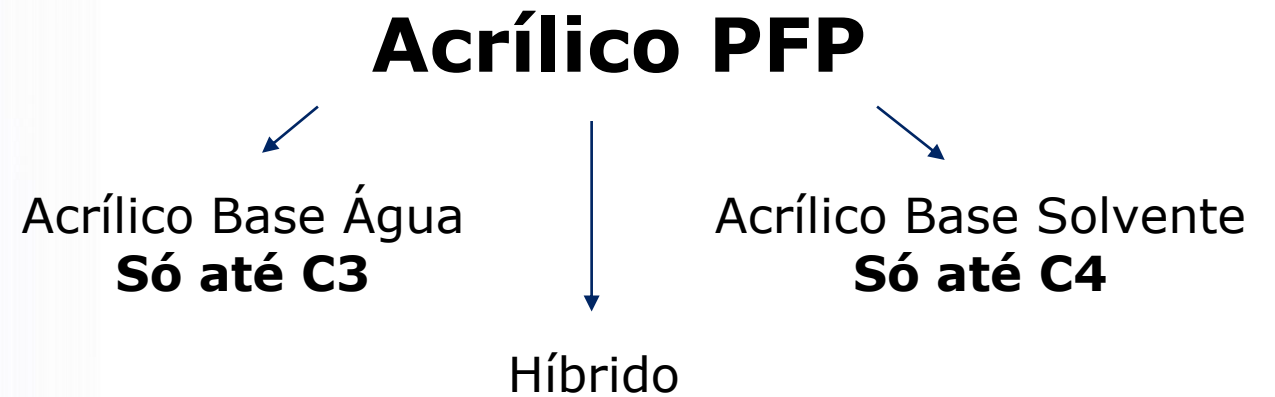 Acrílico PFP
Acrílico Base Água
Só até C3
Acrílico Base Solvente
Só até C4
Híbrido